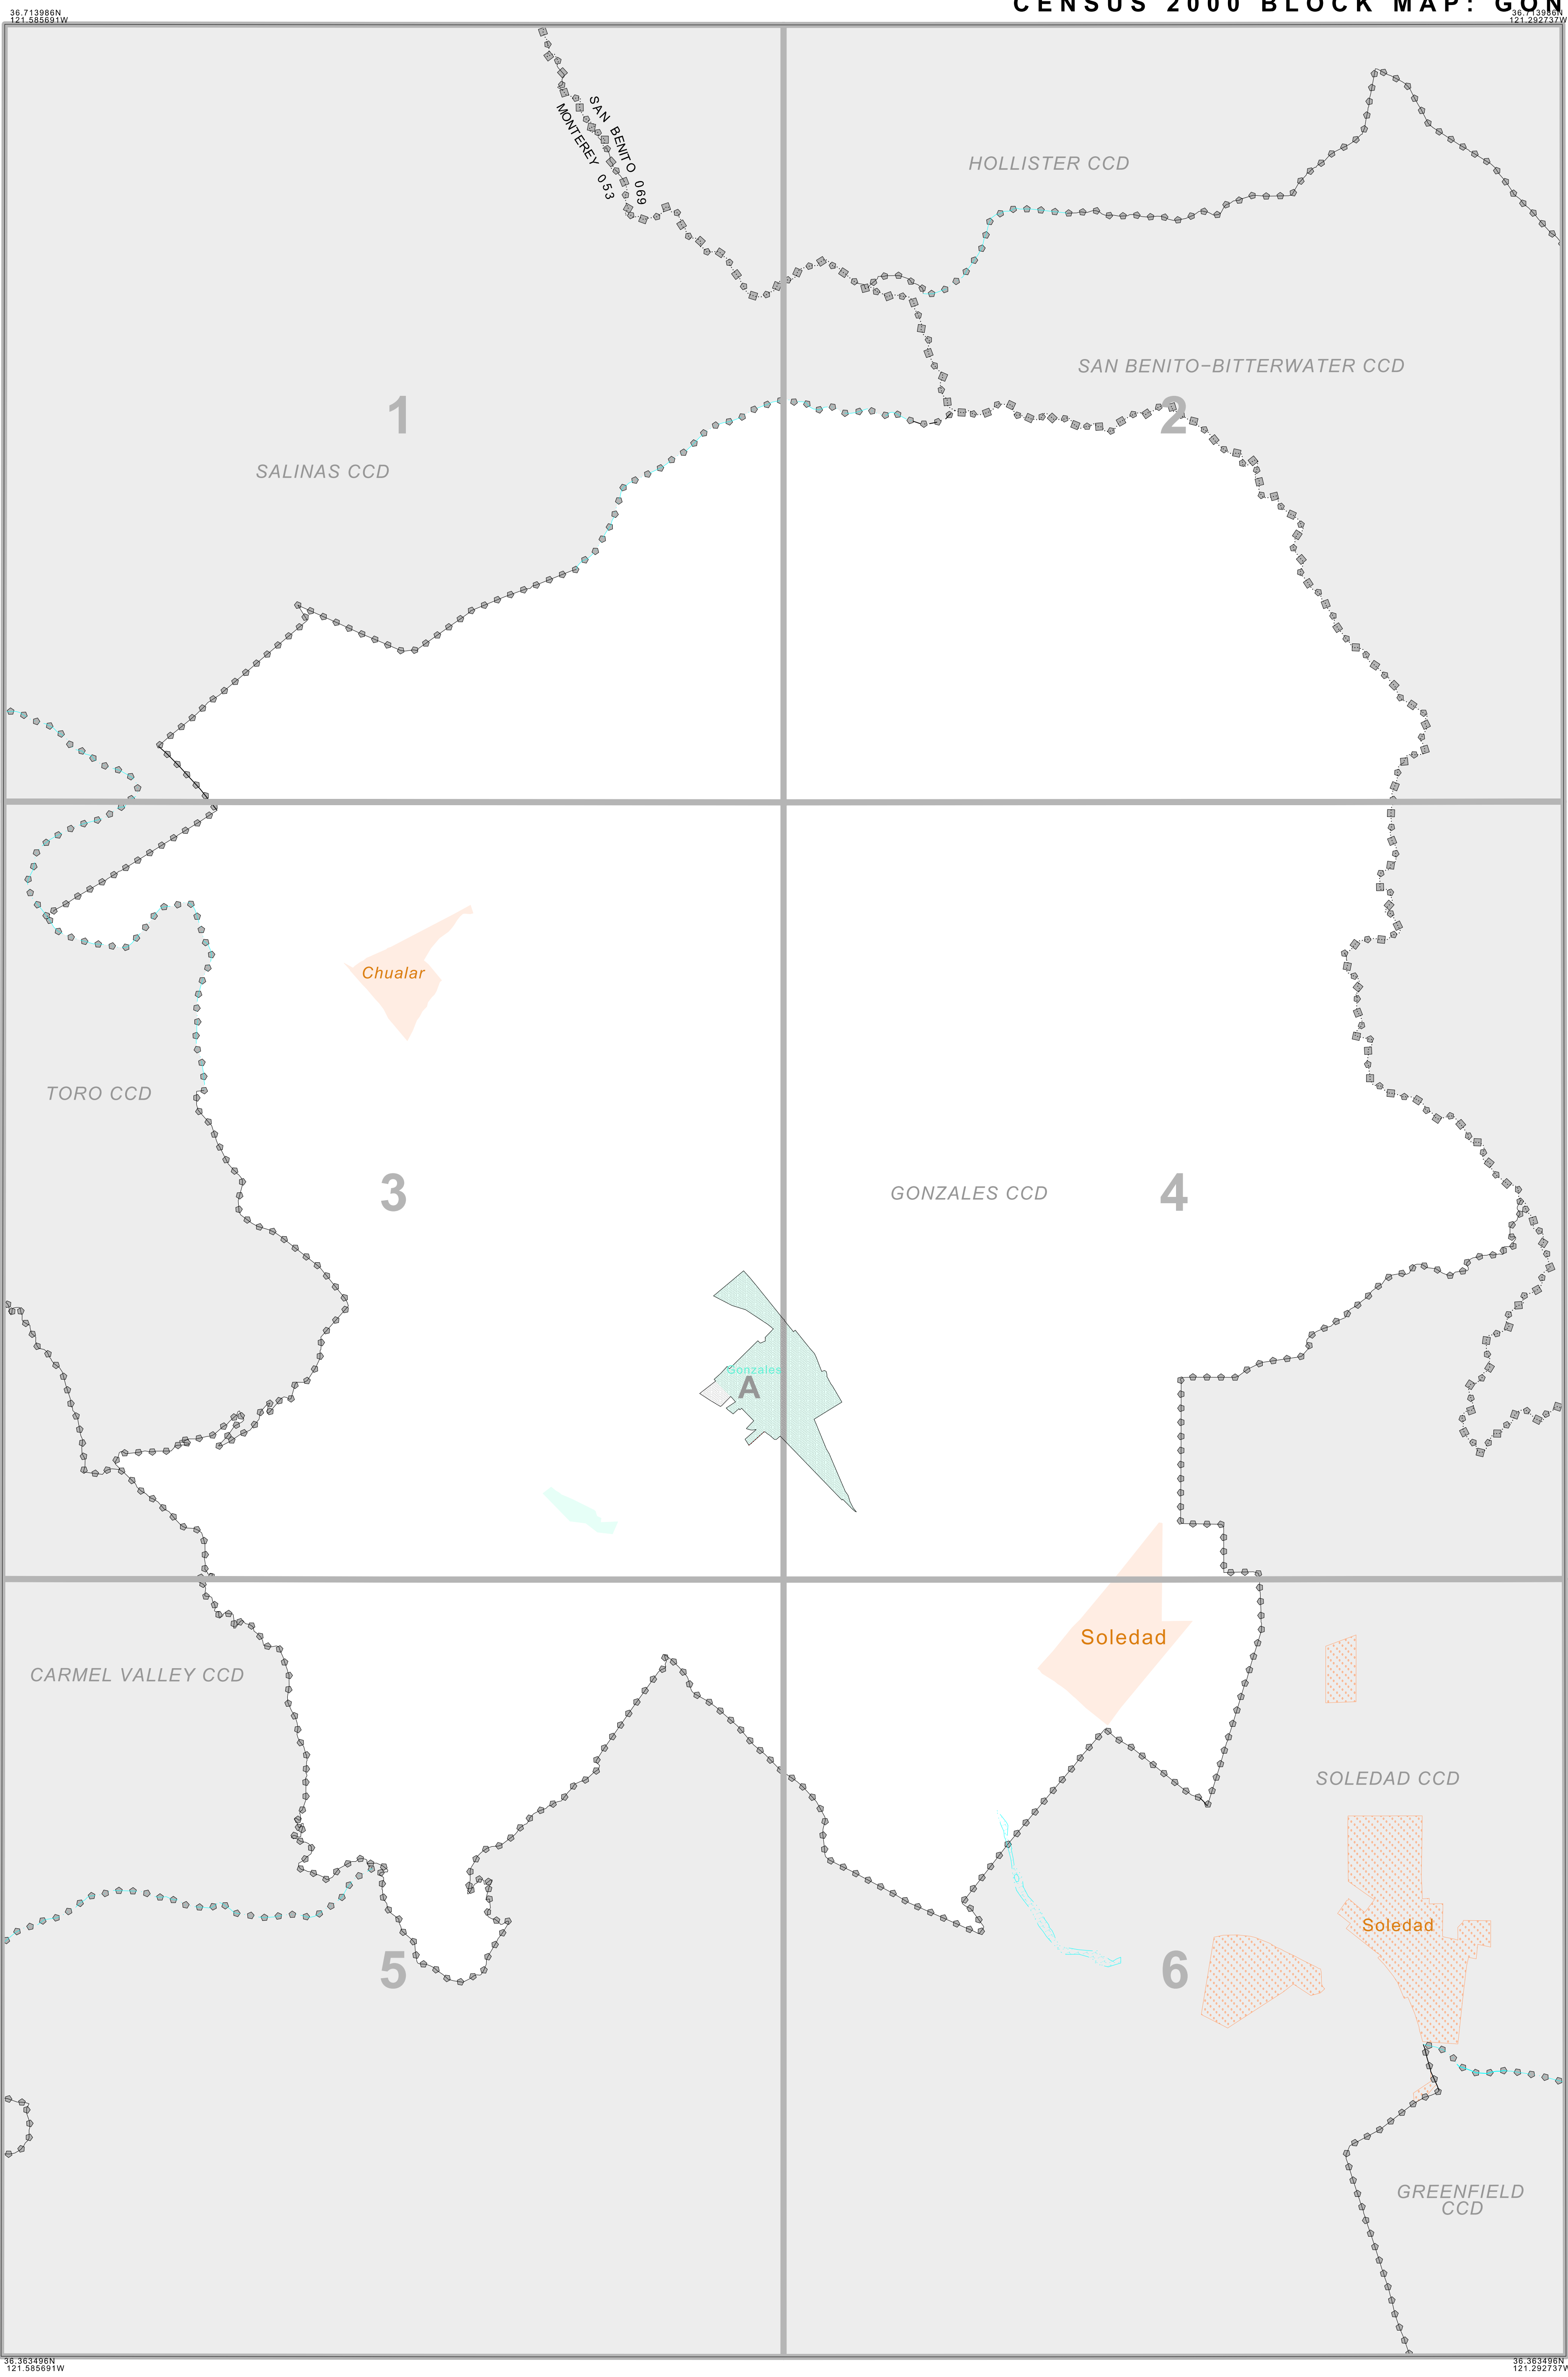 CENSUS 2000 BLOCK MAP: GON
36.713986N
121.585691W
36.713986N
121.292737W
SAN BENITO 069
MONTEREY 053
HOLLISTER CCD
SAN BENITO-BITTERWATER CCD
1
2
SALINAS CCD
Chualar
TORO CCD
3
GONZALES CCD
4
Gonzales
A
Soledad
CARMEL VALLEY CCD
SOLEDAD CCD
Soledad
5
6
GREENFIELD
CCD
36.363496N
121.585691W
36.363496N
121.292737W